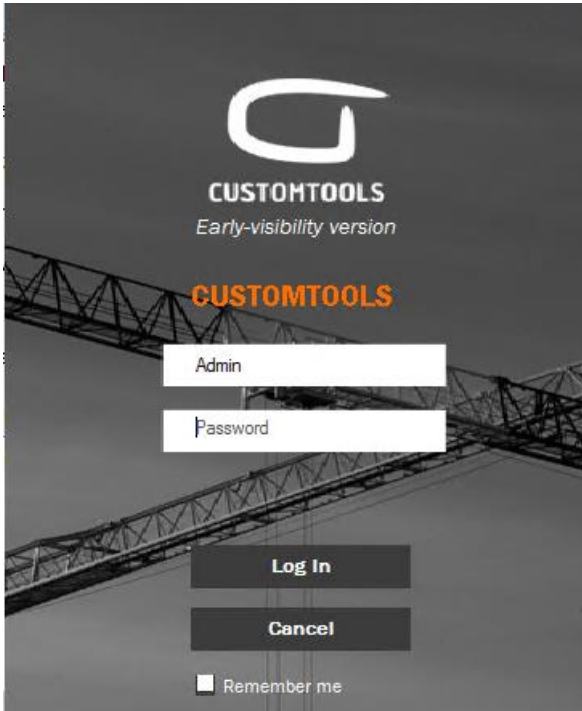 CUSTOMTOOLS
Early-visibility version
CUSTOMTOOLS
Admin
Password
Log In
Cancel
Remember me